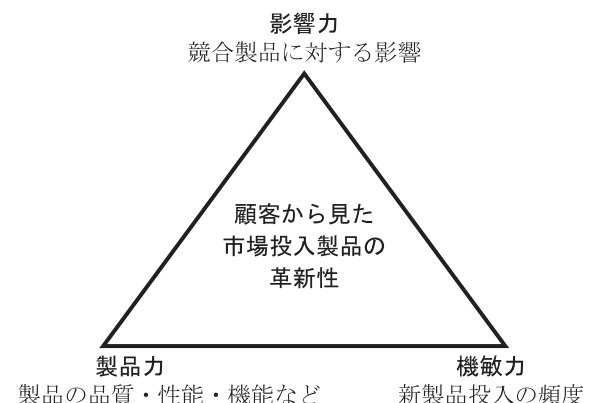 影響力
競合製品に対する影響
顧客から見た
市場投入製品の
革新性
製品力
機敏力
製品の品質・性能・機能など
新製品投入の頻度